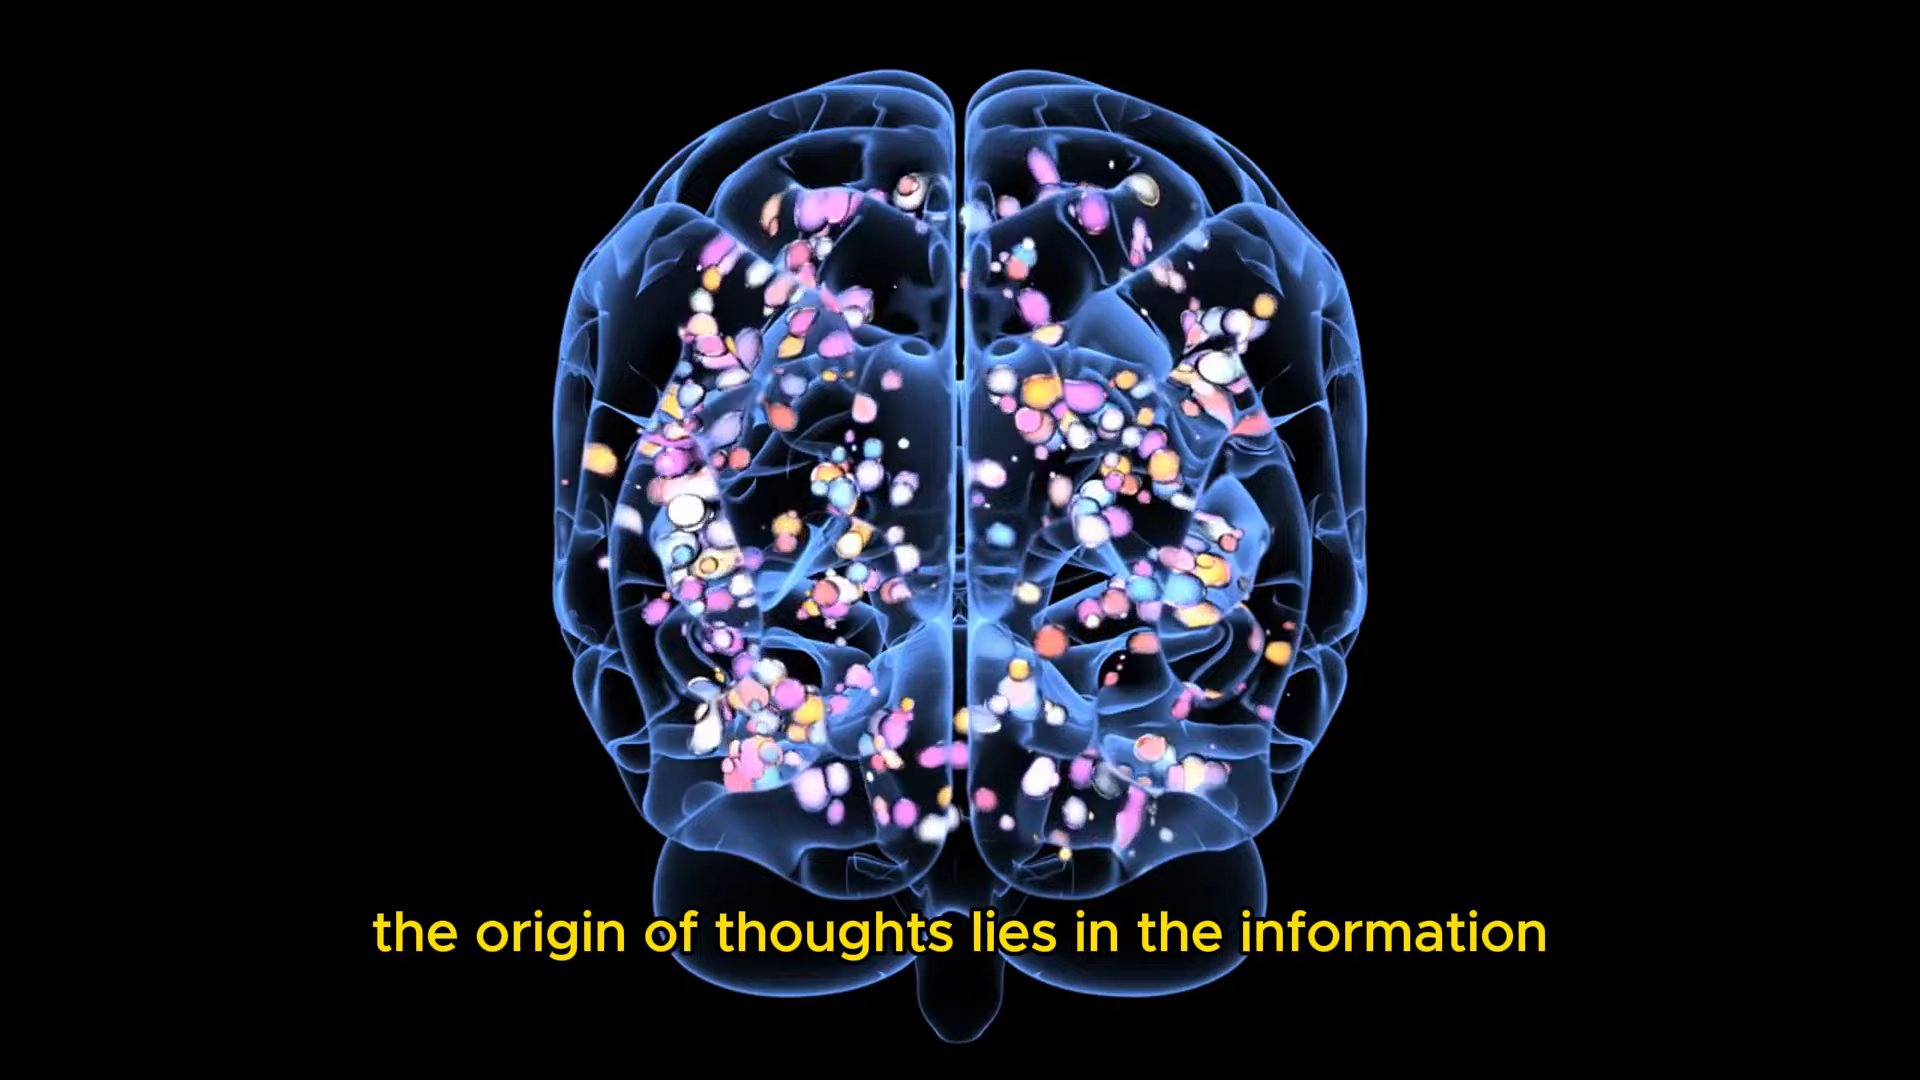 the origin of thoughts lies in the information